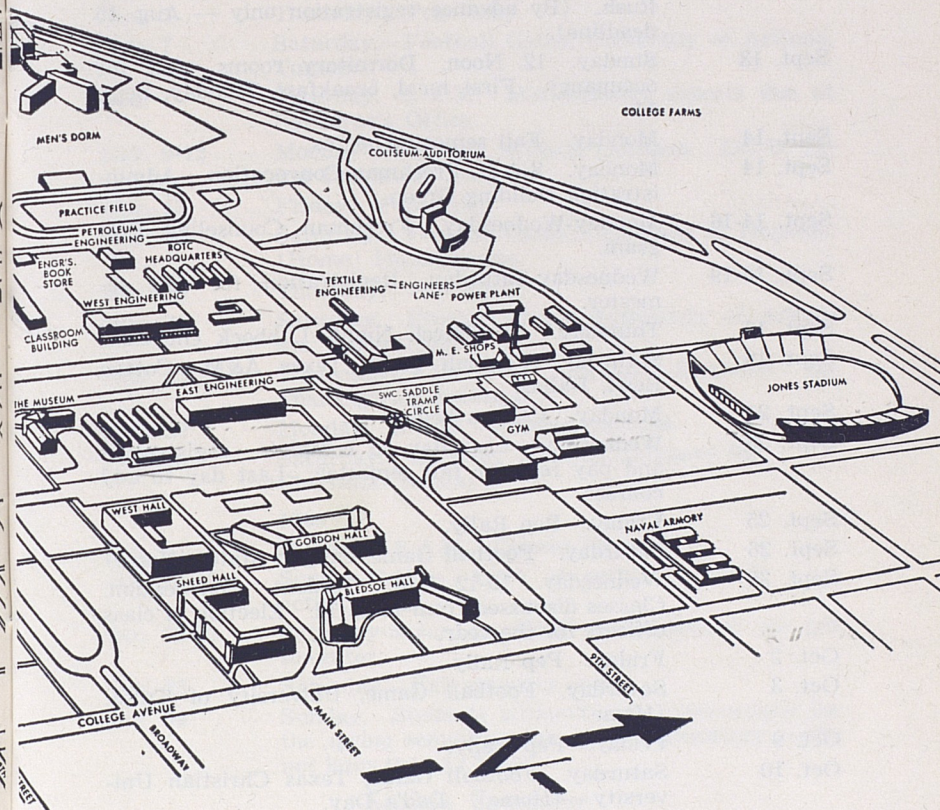 COLLEGE FARMS
MEN'S DORM
COLISEUM-AUDITORIUM
PRACTICE FIELD
PETROLEUM
ENGINEERING
ROTC
HEADQUARTERS
ENGR'S.
BOOK
STORE
TEXTILE
ENGINEERING
ENGINEERS
LANE
POWER PLANT
WEST ENGINEERING
CLASSROOM
BUILDING
M. E. SHOPS
JONES STADIUM
EAST ENGINEERING
SWC SADDLE
TRAMP
CIRCLE
HE MUSEUM
GYM
WEST HALL
GORDON HALL
NAVAL ARMORY
SNEED HALL
BLEDSOE HALL
9TH STREET
COLLEGE AVENUE
MAIN STREET
BROADWAY
STREET
N